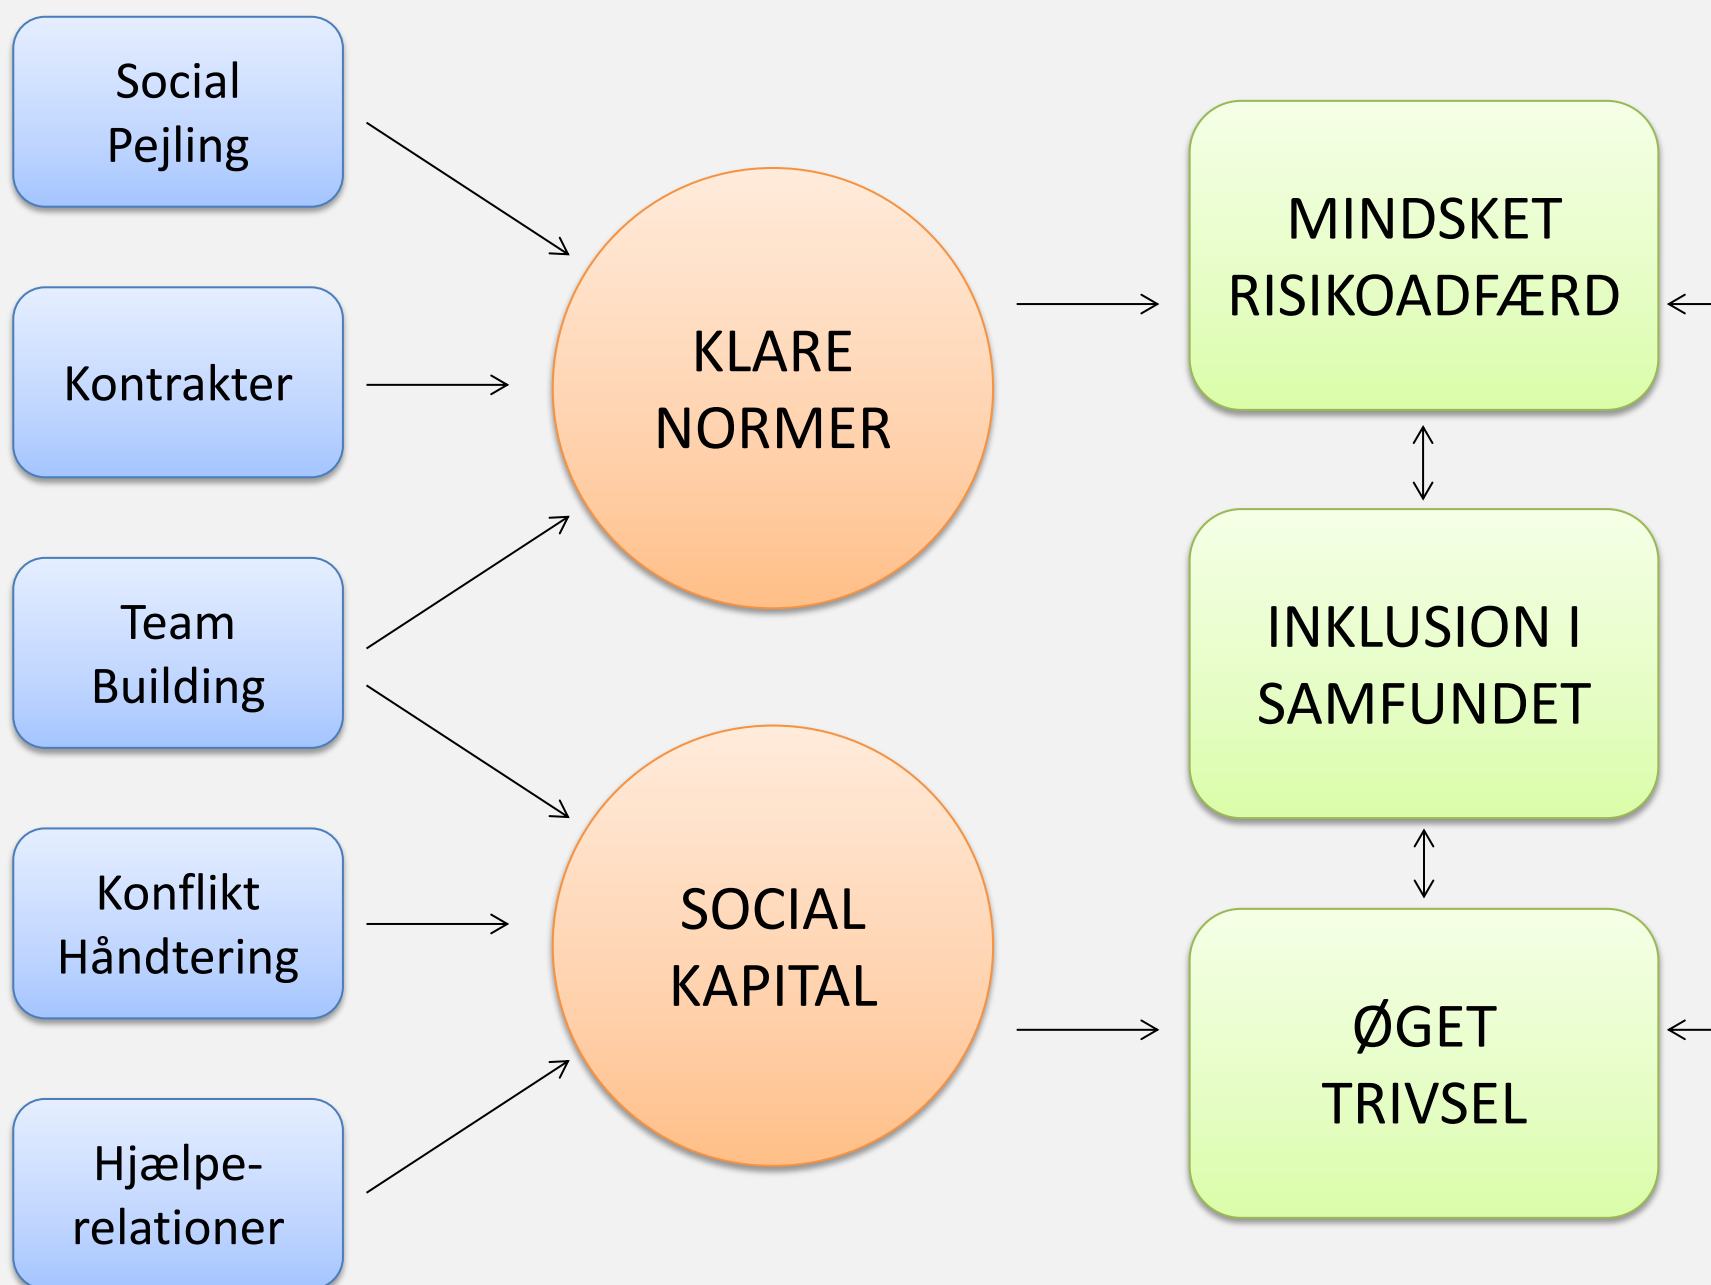 Social
Pejling
Kontrakter
Team
Building
Konflikt
Håndtering
Hjælpe-
relationer
KLARE
NORMER
SOCIAL
KAPITAL
MINDSKET
RISIKOADFÆRD
INKLUSION I
SAMFUNDET
ØGET
TRIVSEL